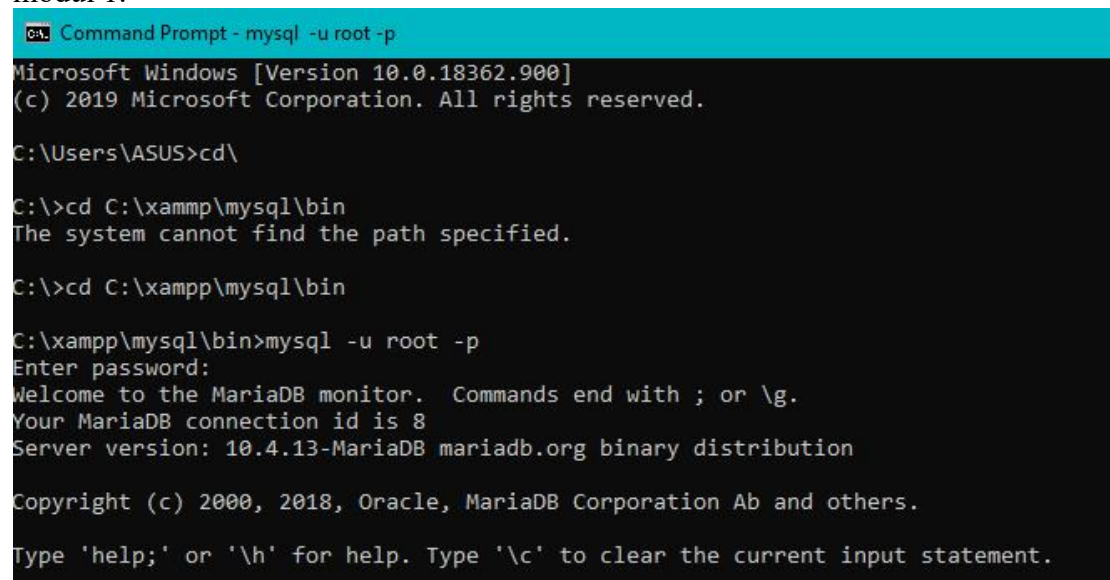 Command Prompt - mysql -u root -p
Microsoft Windows [Version 10.0.18362.900]
(c) 2019 Microsoft Corporation. All rights reserved.
C:\Users\ASUS>cd\
C:\>cd C:\xammp\mysql\bin
The system cannot find the path specified.
C:\>cd C:\xampp\mysql\bin
C:\xampp\mysql\bin>mysql -u root -p
Enter password:
Welcome to the MariaDB monitor.  Commands end with ; or \g.
Your MariaDB connection id is 8
Server version: 10.4.13-MariaDB mariadb.org binary distribution
Copyright (c) 2000, 2018, Oracle, MariaDB Corporation Ab and others.
Type 'help;' or '\h' for help. Type '\c' to clear the current input statement.